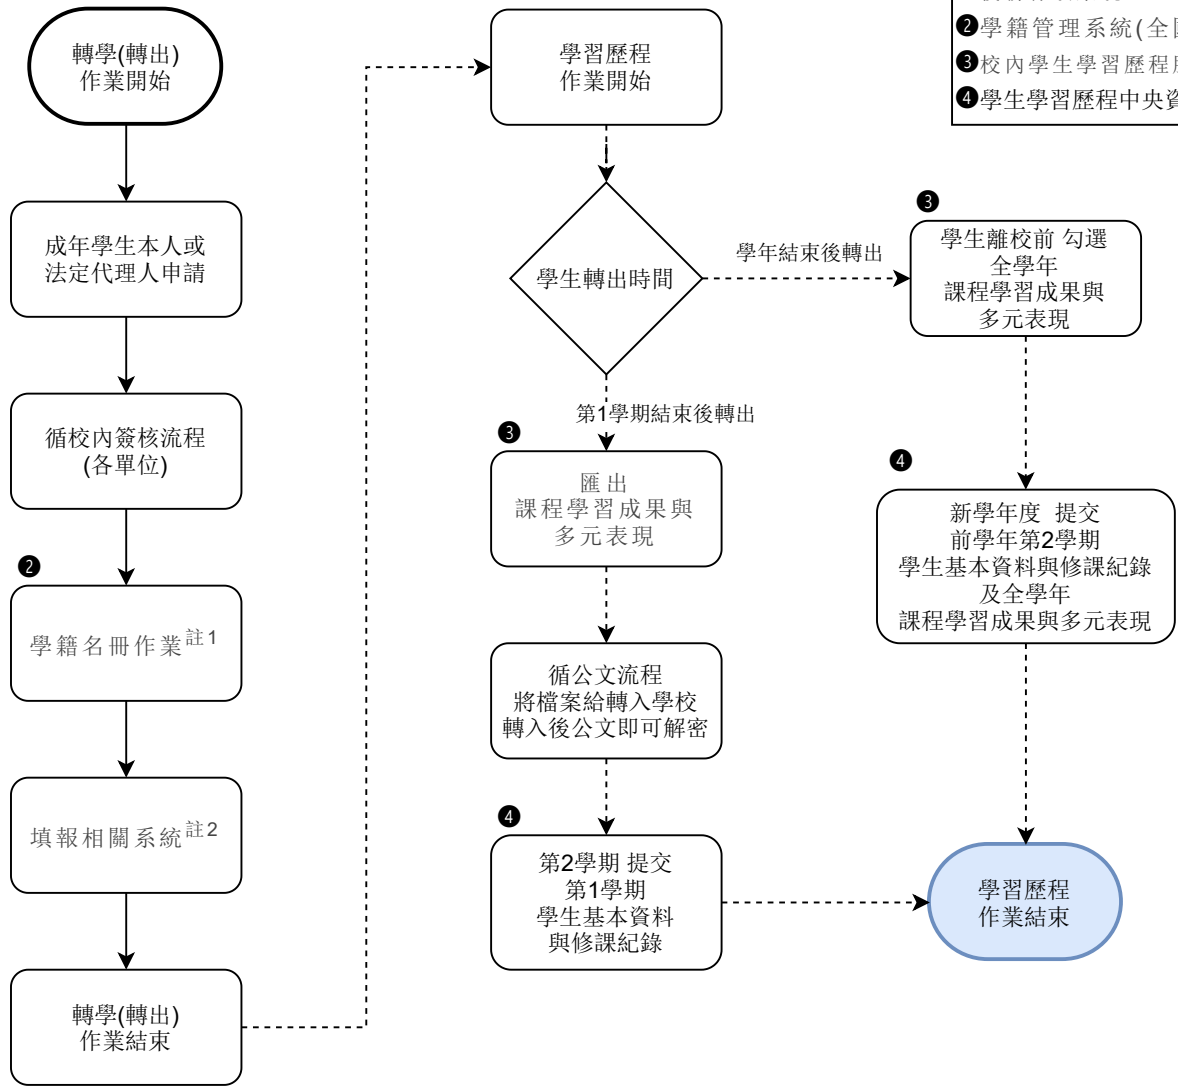 轉學(轉出)
作業開始
成年學生本人或
法定代理人申請
循校內簽核流程
(各單位)
❷
學籍名冊作業註1
填報相關系統註2
轉學(轉出)
作業結束
學習歷程
作業開始
學生轉出時間
學年結束後轉出
第1學期結束後轉出
❸
匯出
課程學習成果與
多元表現
循公文流程
將檔案給轉入學校
轉入後公文即可解密
❹
第2學期 提交
第1學期
學生基本資料
與修課紀錄
❸
學生離校前 勾選
全學年
課程學習成果與
多元表現
❹
新學年度 提交
前學年第2學期
學生基本資料與修課紀錄
及全學年
課程學習成果與多元表現
學習歷程
作業結束
❷學籍管理系統(全
❸校內學生學習歷程
❹學生學習歷程中央